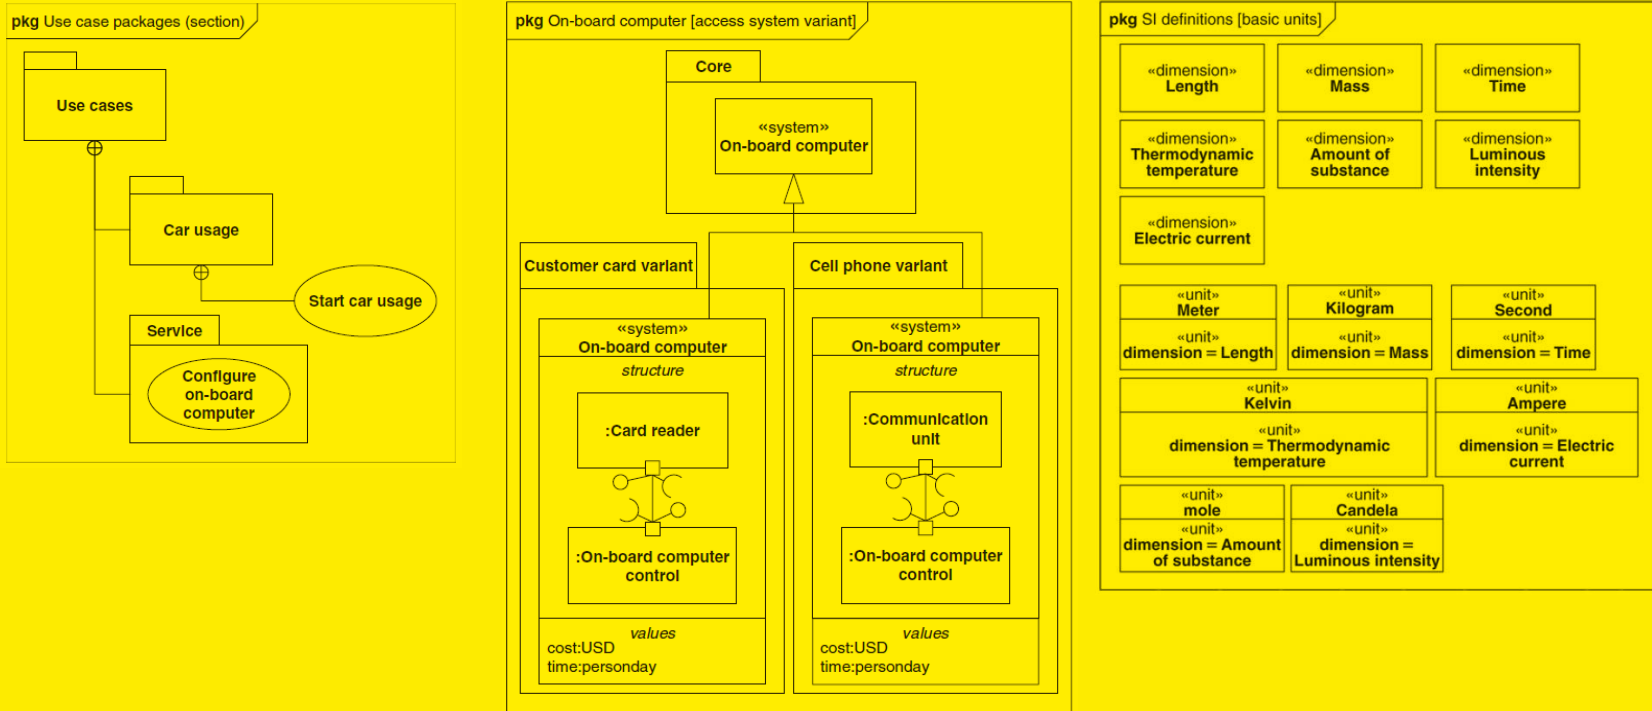 pkg Use case packages (section)
Use cases
Car usage
Start car usage
Service
Configure
on-board
computer
pkg On-board computer [access system variant]
Core
«system»
On-board computer
Customer card variant
«system»
On-board computer
structure
:Card reader
:On-board computer
control
values
cost:USD
time:personday
Cell phone variant
«system»
On-board computer
structure
:Communication
unit
:On-board computer
control
values
cost:USD
time:personday
pkg SI definitions [basic units]
«dimension»
Length
«dimension»
Mass
«dimension»
Time
«dimension»
Thermodynamic
temperature
«dimension»
Amount of
substance
«dimension»
Luminous
intensity
«dimension»
Electric current
«unit»
Meter
«unit»
dimension = Length
«unit»
Kilogram
«unit»
dimension = Mass
«unit»
Second
«unit»
dimension = Time
«unit»
Kelvin
«unit»
dimension = Thermodynamic
temperature
«unit»
Ampere
«unit»
dimension = Electric
current
«unit»
mole
«unit»
dimension = Amount
of substance
«unit»
Candela
«unit»
dimension =
Luminous intensity